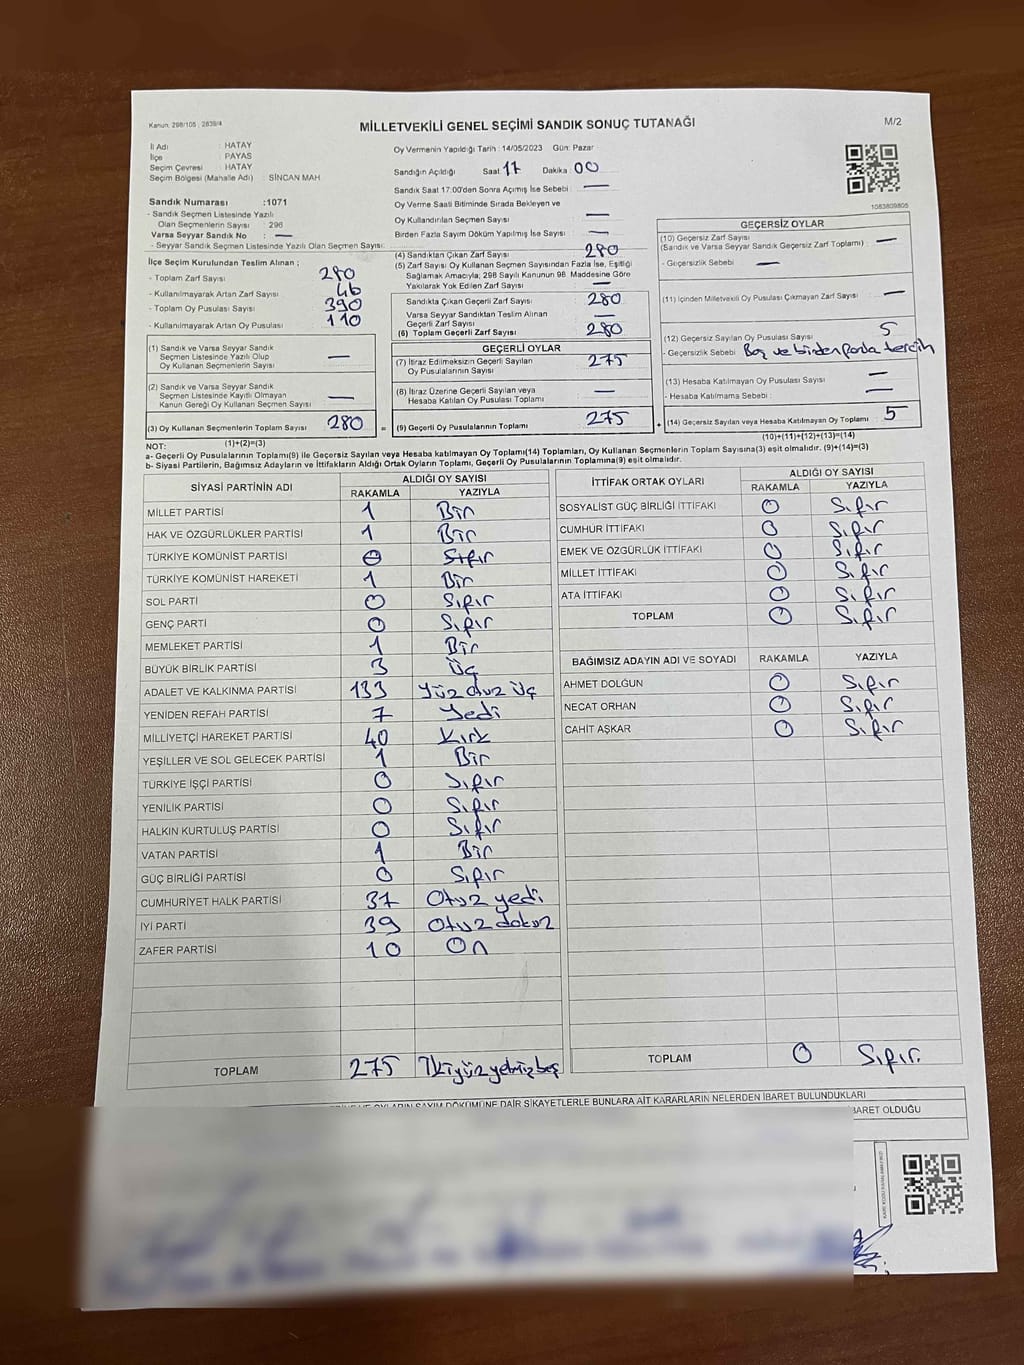 Kanun, 298/105 , 2839/4
MİLLETVEKİLİ GENEL SEÇİMİ SANDIK SONUÇ TUTANAĞI
M/2
İl Adı : HATAY
İlçe : PAYAS
Seçim Çevresi : HATAY
Seçim Bölgesi (Mahalle Adı) : SİNCAN MAH
Sandık Numarası :1071
- Sandık Seçmen Listesinde Yazılı
Olan Seçmenlerin Sayısı : 296
Varsa Seyyar Sandık No : —
- Seyyar Sandık Seçmen Listesinde Yazılı Olan Seçmen Sayısı:
İlçe Seçim Kurulundan Teslim Alınan ;
- Toplam Zarf Sayısı 280
- Kullanılmayarak Artan Zarf Sayısı 46
- Toplam Oy Pusulası Sayısı 390
- Kullanılmayarak Artan Oy Pusulası 110
Oy Vermenin Yapıldığı Tarih : 14/05/2023 Gün: Pazar
Sandığın Açıldığı Saat 17 Dakika 00
Sandık Saat 17:00'den Sonra Açılmış İse Sebebi : —
Oy Verme Saati Bitiminde Sırada Bekleyen ve
Oy Kullandırılan Seçmen Sayısı —
Birden Fazla Sayım Döküm Yapılmış İse Sayısı : —
(4) Sandıktan Çıkan Zarf Sayısı 280
(5) Zarf Sayısı Oy Kullanan Seçmen Sayısından Fazla İse, Eşitliği
Sağlamak Amacıyla; 298 Sayılı Kanunun 98. Maddesine Göre
Yakılarak Yok Edilen Zarf Sayısı —
Sandıkta Çıkan Geçerli Zarf Sayısı 280
Varsa Seyyar Sandıktan Teslim Alınan
Geçerli Zarf Sayısı —
(6) Toplam Geçerli Zarf Sayısı 280
1083809805
GEÇERSİZ OYLAR
(10) Geçersiz Zarf Sayısı
(Sandık ve Varsa Seyyar Sandık Geçersiz Zarf Toplamı) : —
- Geçersizlik Sebebi —
(11) İçinden Milletvekili Oy Pusulası Çıkmayan Zarf Sayısı : —
(12) Geçersiz Sayılan Oy Pusulası Sayısı 5
- Geçersizlik Sebebi Boş ve birden fazla tercih
(13) Hesaba Katılmayan Oy Pusulası Sayısı —
- Hesaba Katılmama Sebebi : —
(14) Geçersiz Sayılan veya Hesaba Katılmayan Oy Toplamı 5
(10)+(11)+(12)+(13)=(14)
(1) Sandık ve Varsa Seyyar Sandık
Seçmen Listesinde Yazılı Olup
Oy Kullanan Seçmenlerin Sayısı —
(2) Sandık ve Varsa Seyyar Sandık
Seçmen Listesinde Kayıtlı Olmayan
Kanun Gereği Oy Kullanan Seçmen Sayısı —
(3) Oy Kullanan Seçmenlerin Toplam Sayısı 280 =
(1)+(2)=(3)
GEÇERLİ OYLAR
(7) İtiraz Edilmeksizin Geçerli Sayılan
Oy Pusulalarının Sayısı 275
(8) İtiraz Üzerine Geçerli Sayılan veya
Hesaba Katılan Oy Pusulası Toplamı —
(9) Geçerli Oy Pusulalarının Toplamı 275 +
NOT:
a- Geçerli Oy Pusulalarının Toplamı(9) ile Geçersiz Sayılan veya Hesaba katılmayan Oy Toplamı(14) Toplamları, Oy Kullanan Seçmenlerin Toplam Sayısına(3) eşit olmalıdır. (9)+(14)=(3)
b- Siyasi Partilerin, Bağımsız Adayların ve İttifakların Aldığı Ortak Oyların Toplamı, Geçerli Oy Pusulalarının Toplamına(9) eşit olmalıdır.
SİYASİ PARTİNİN ADI ALDIĞI OY SAYISI
RAKAMLA YAZIYLA
MİLLET PARTİSİ 1 Bir
HAK VE ÖZGÜRLÜKLER PARTİSİ 1 Bir
TÜRKİYE KOMÜNİST PARTİSİ 0 Sıfır
TÜRKİYE KOMÜNİST HAREKETİ 1 Bir
SOL PARTİ 0 Sıfır
GENÇ PARTİ 0 Sıfır
MEMLEKET PARTİSİ 1 Bir
BÜYÜK BİRLİK PARTİSİ 3 Üç
ADALET VE KALKINMA PARTİSİ 133 Yüz otuz Üç
YENİDEN REFAH PARTİSİ 7 Yedi
MİLLİYETÇİ HAREKET PARTİSİ 40 Kırk
YEŞİLLER VE SOL GELECEK PARTİSİ 1 Bir
TÜRKİYE İŞÇİ PARTİSİ 0 Sıfır
YENİLİK PARTİSİ 0 Sıfır
HALKIN KURTULUŞ PARTİSİ 0 Sıfır
VATAN PARTİSİ 1 Bir
GÜÇ BİRLİĞİ PARTİSİ 0 Sıfır
CUMHURİYET HALK PARTİSİ 37 Otuz yedi
İYİ PARTİ 39 Otuz dokuz
ZAFER PARTİSİ 10 On
TOPLAM 275 İkiyüzyetmişbeş
İTTİFAK ORTAK OYLARI ALDIĞI OY SAYISI
RAKAMLA YAZIYLA
SOSYALİST GÜÇ BİRLİĞİ İTTİFAKI 0 Sıfır
CUMHUR İTTİFAKI 0 Sıfır
EMEK VE ÖZGÜRLÜK İTTİFAKI 0 Sıfır
MİLLET İTTİFAKI 0 Sıfır
ATA İTTİFAKI 0 Sıfır
TOPLAM 0 Sıfır
BAĞIMSIZ ADAYIN ADI VE SOYADI RAKAMLA YAZIYLA
AHMET DOLĞUN 0 Sıfır
NECAT ORHAN 0 Sıfır
CAHİT AŞKAR 0 Sıfır
TOPLAM 0 Sıfır.
OYLARIN SAYIM DÖKÜMÜNE DAİR ŞİKAYETLERLE BUNLARA AİT KARARLARIN NELERDEN İBARET BULUNDUKLARI
İBARET OLDUĞU